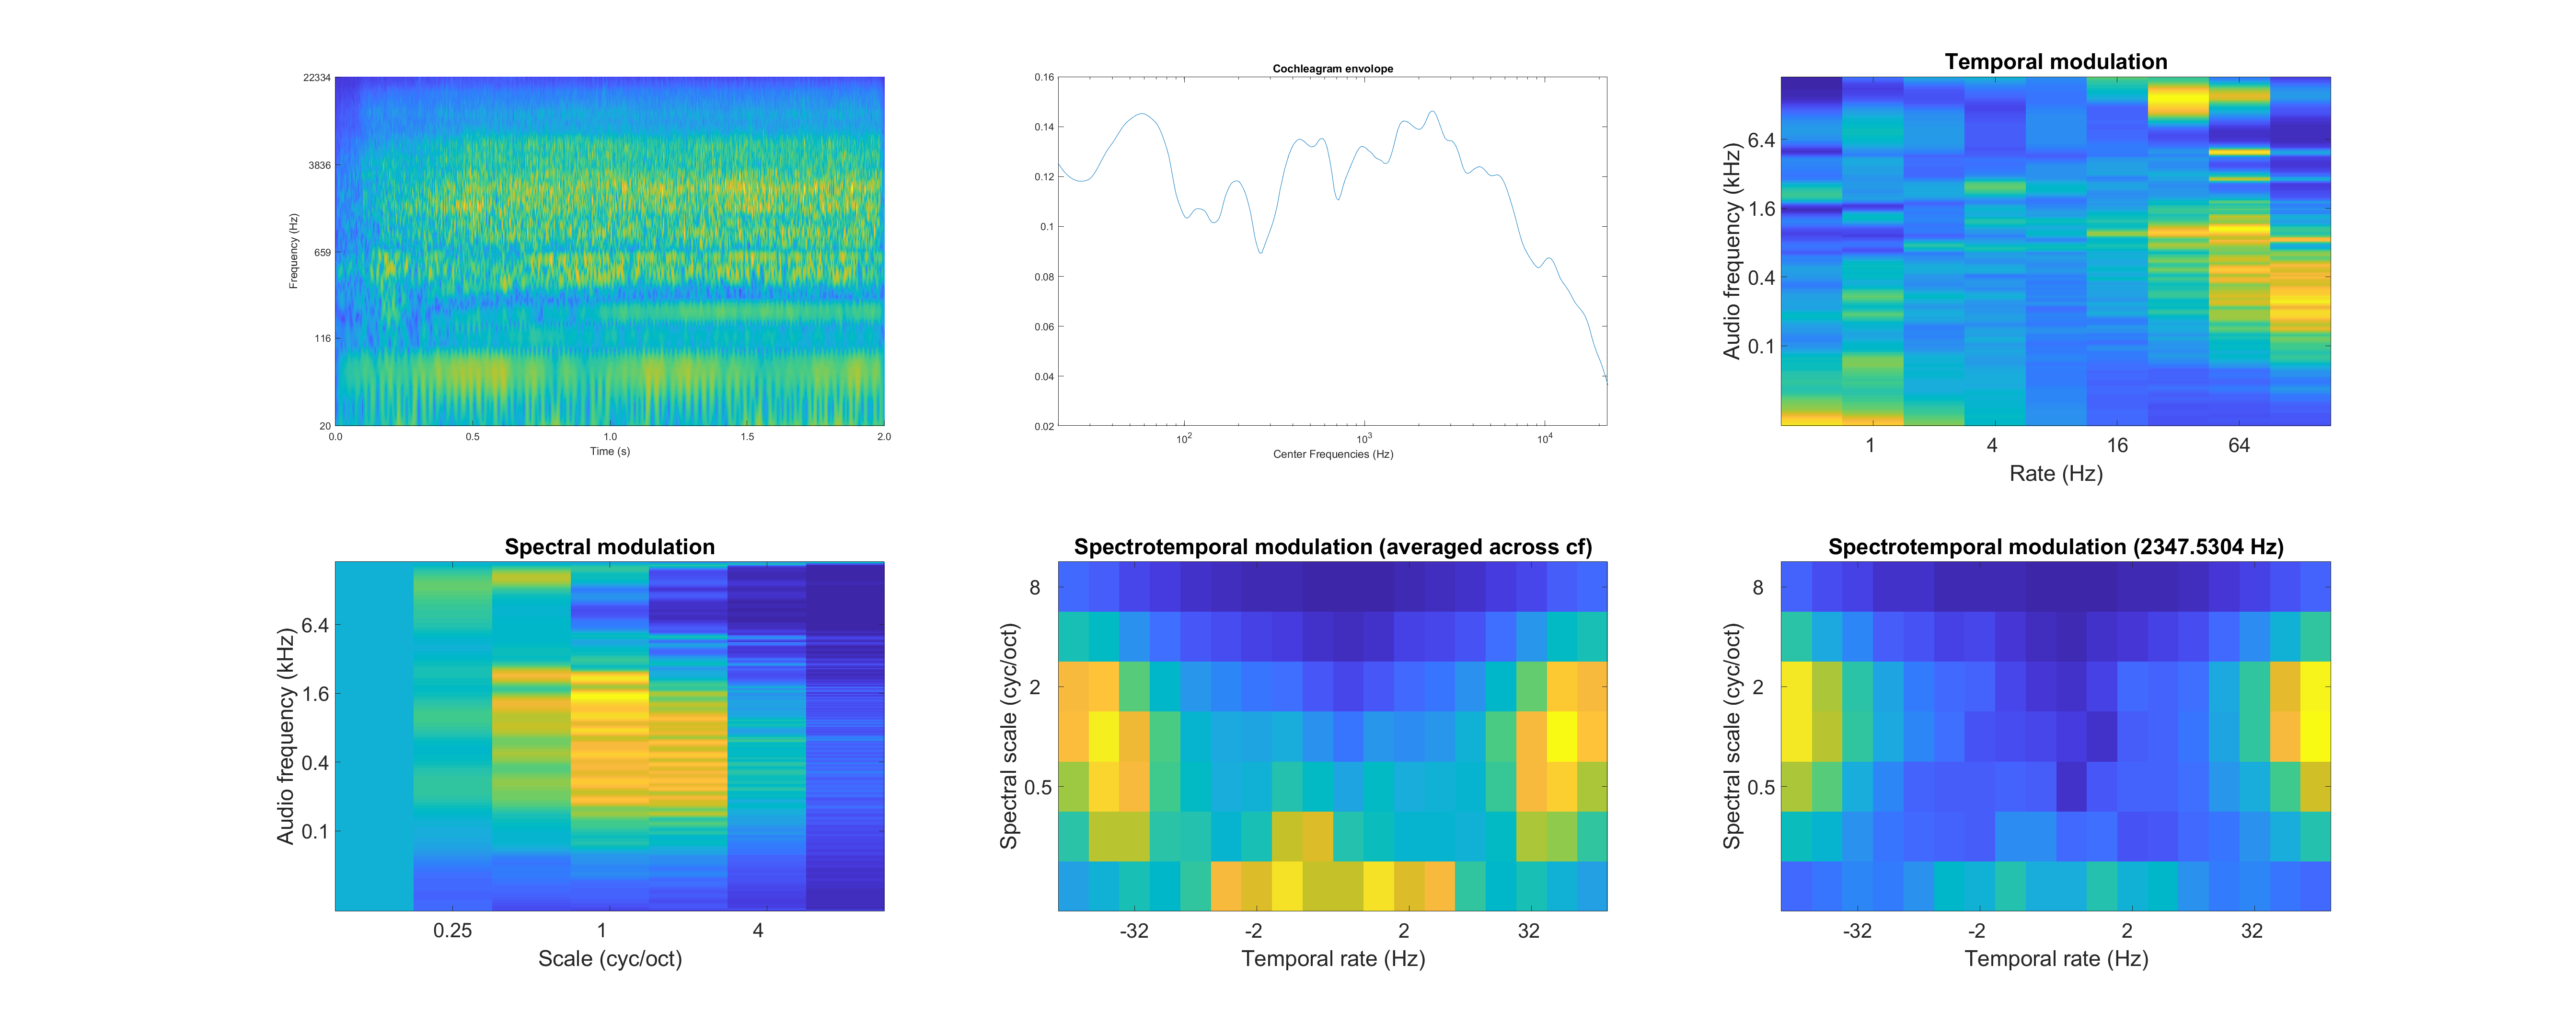 22334
3836
659
116
20
0.0 0.5 1.0 1.5 2.0
Time (s)
Frequency (Hz)
Cochleagram envolope
0.16
0.14
0.12
0.1
0.08
0.06
0.04
0.02
10^2 10^3 10^4
Center Frequencies (Hz)
Temporal modulation
6.4
1.6
0.4
0.1
1 4 16 64
Rate (Hz)
Audio frequency (kHz)
Spectral modulation
6.4
1.6
0.4
0.1
0.25 1 4
Scale (cyc/oct)
Audio frequency (kHz)
Spectrotemporal modulation (averaged across cf)
8
2
0.5
-32 -2 2 32
Temporal rate (Hz)
Spectral scale (cyc/oct)
Spectrotemporal modulation (2347.5304 Hz)
8
2
0.5
-32 -2 2 32
Temporal rate (Hz)
Spectral scale (cyc/oct)